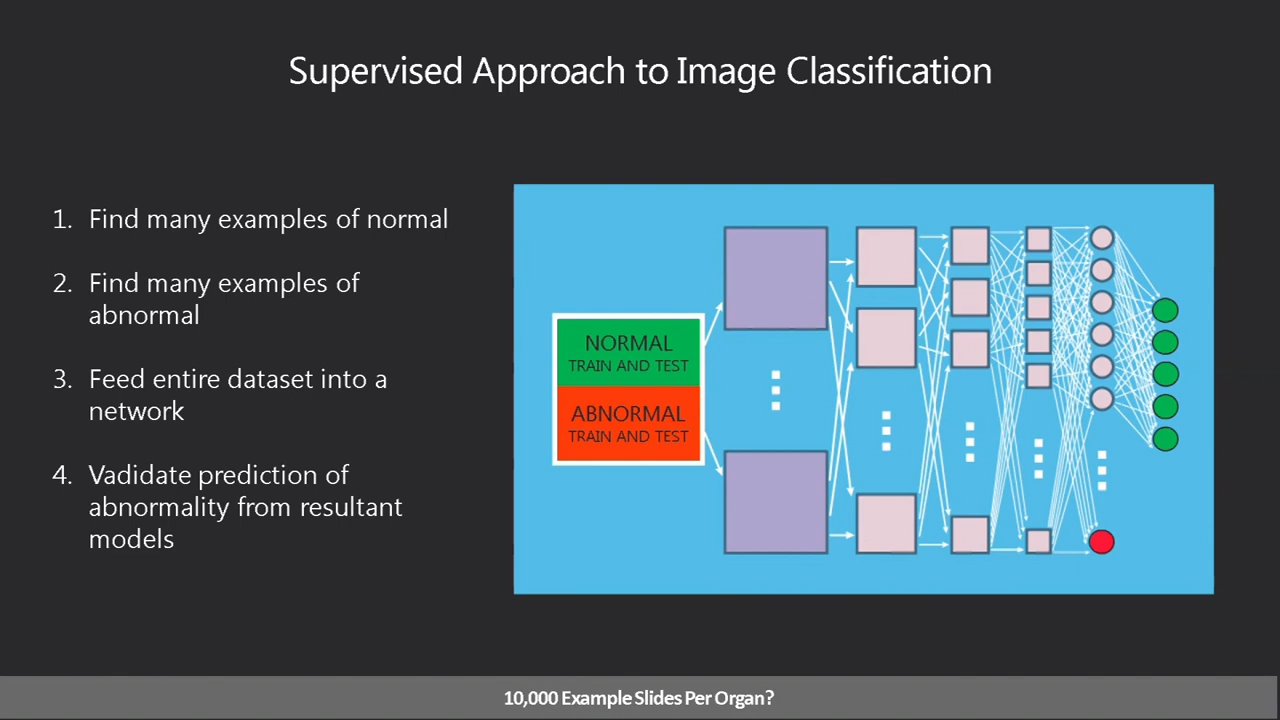 Supervised Approach to Image Classification
1. Find many examples of normal
2. Find many examples of
abnormal
3. Feed entire dataset into a
network
4. Vadidate prediction of
abnormality from resultant
models
NORMAL
TRAIN AND TEST
ABNORMAL
TRAIN AND TEST
10,000 Example Slides Per Organ?